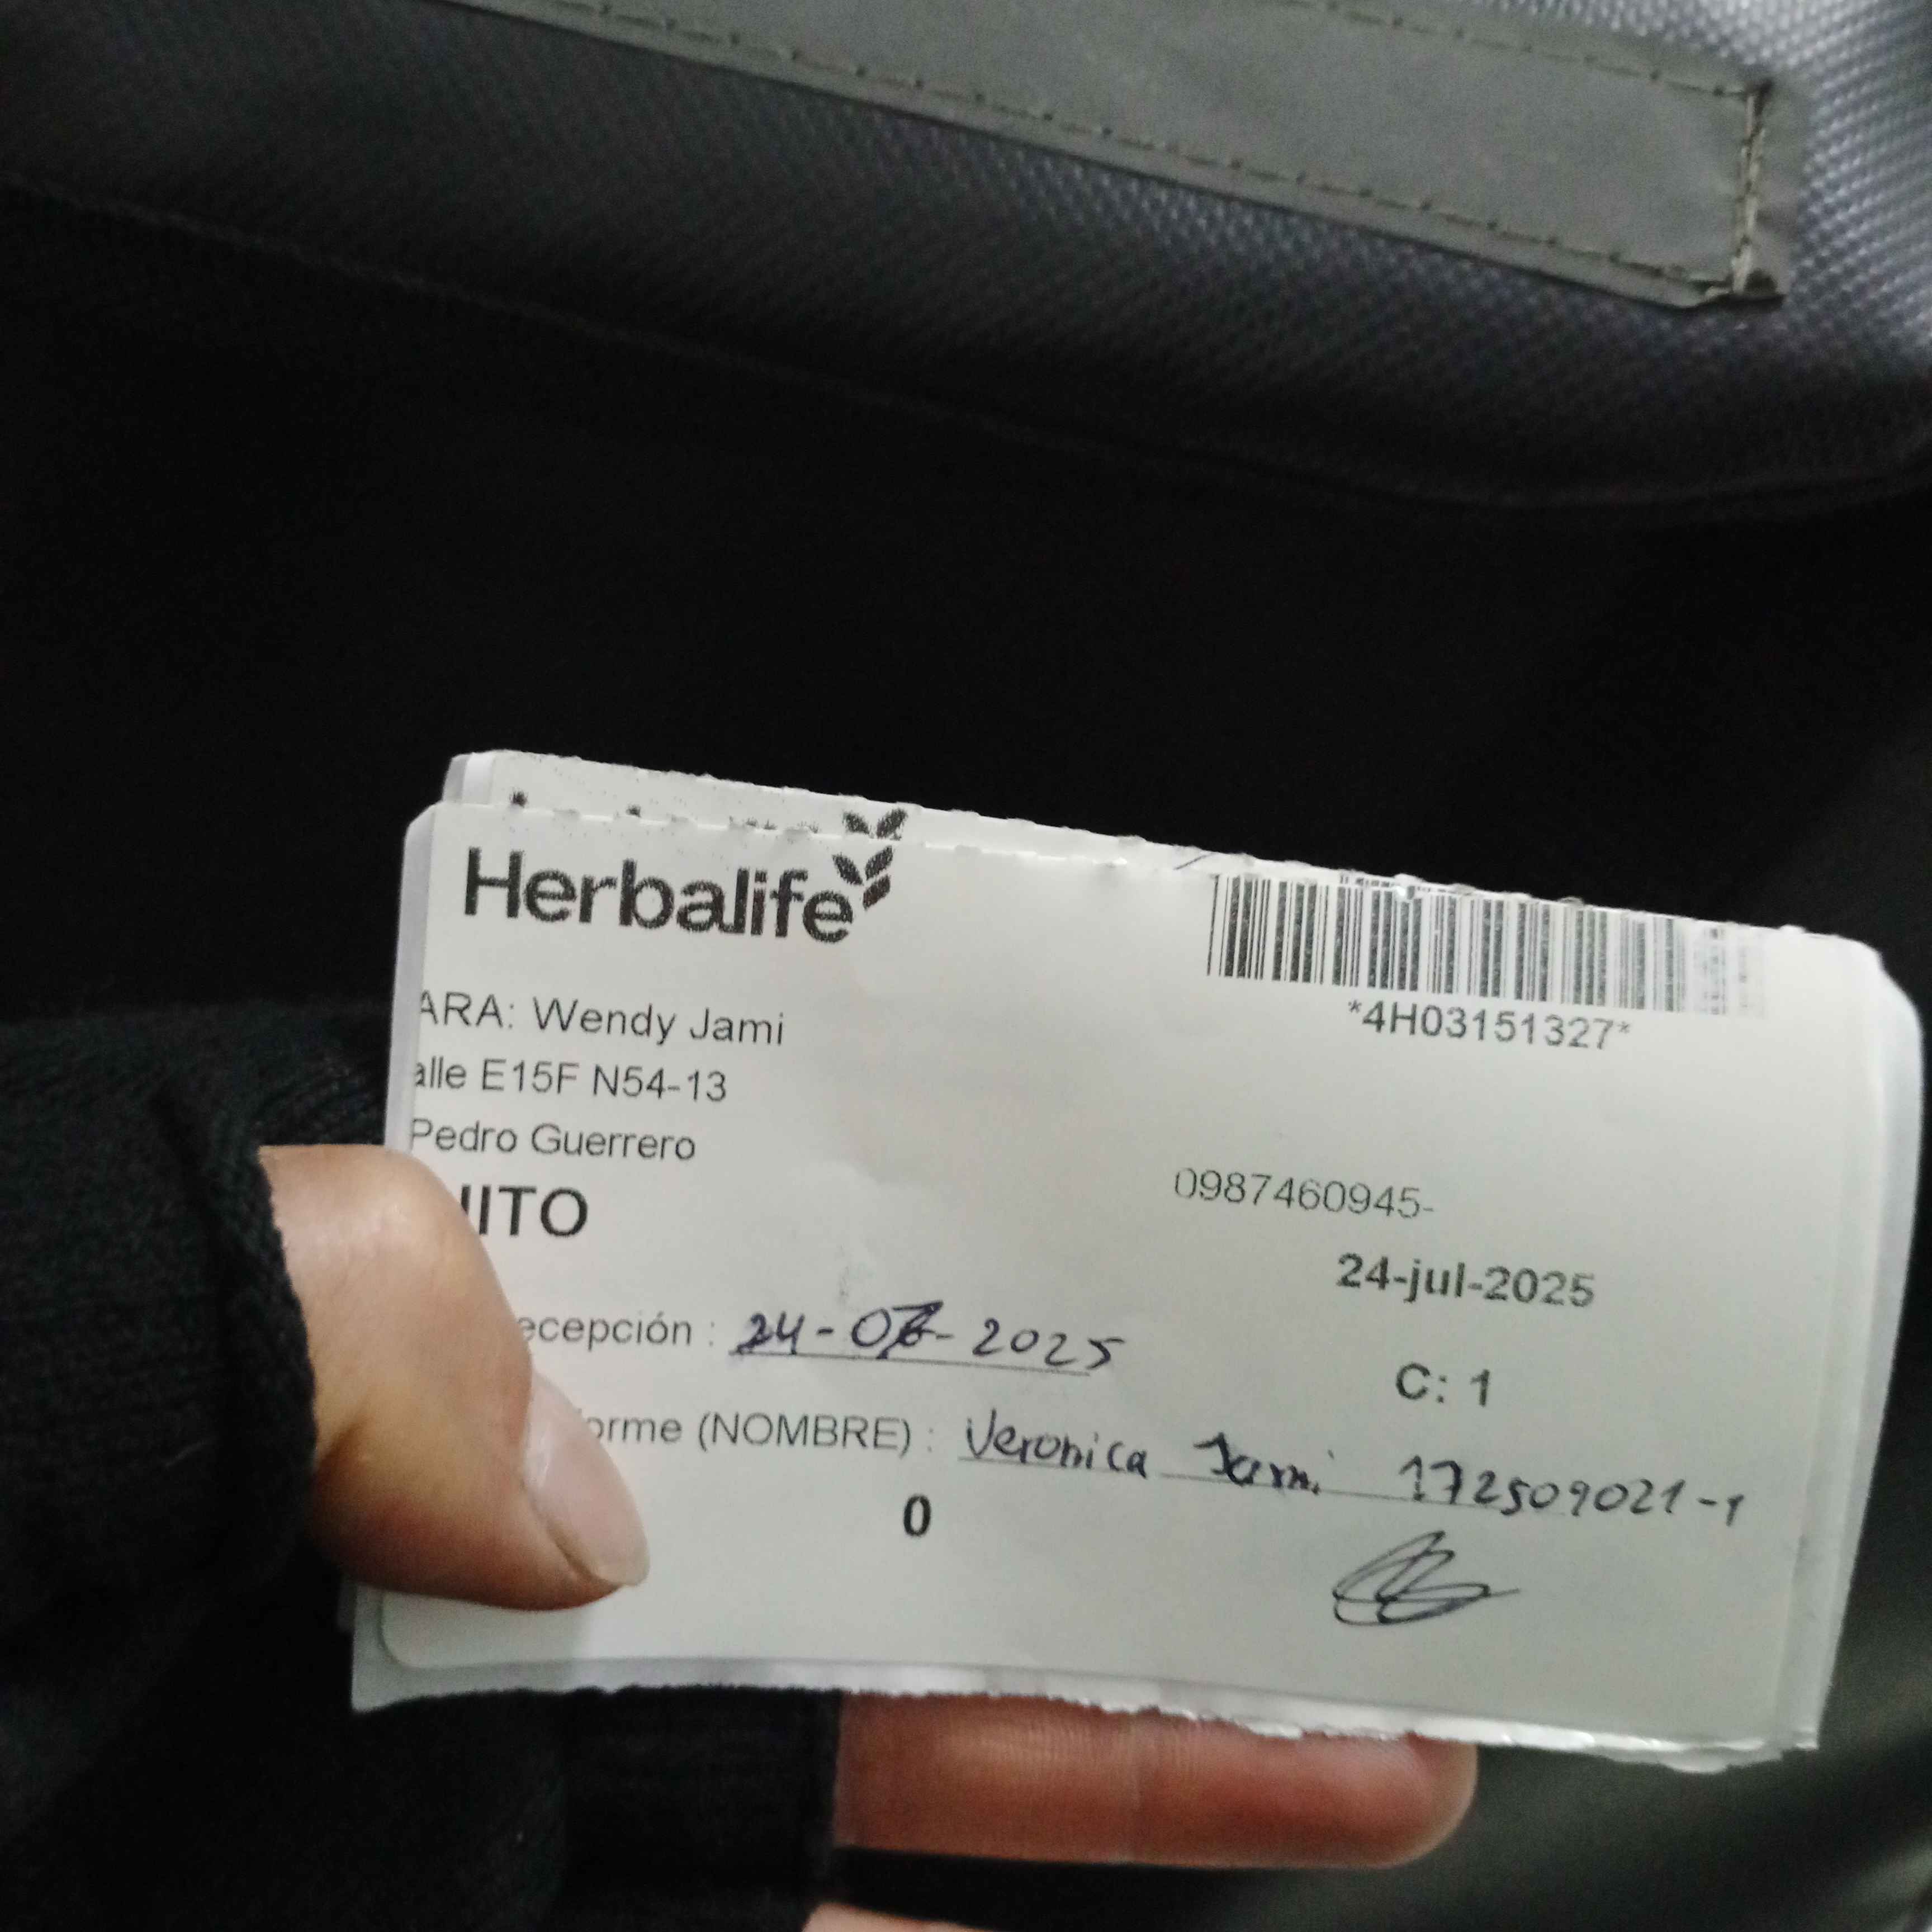 Herbalife
*4H03151327*
ARA: Wendy Jami
alle E15F N54-13
Pedro Guerrero
0987460945-
ITO
24-jul-2025
ecepción : 24-07-2025
C: 1
orme (NOMBRE) : Veronica Jami 172509021-1
0